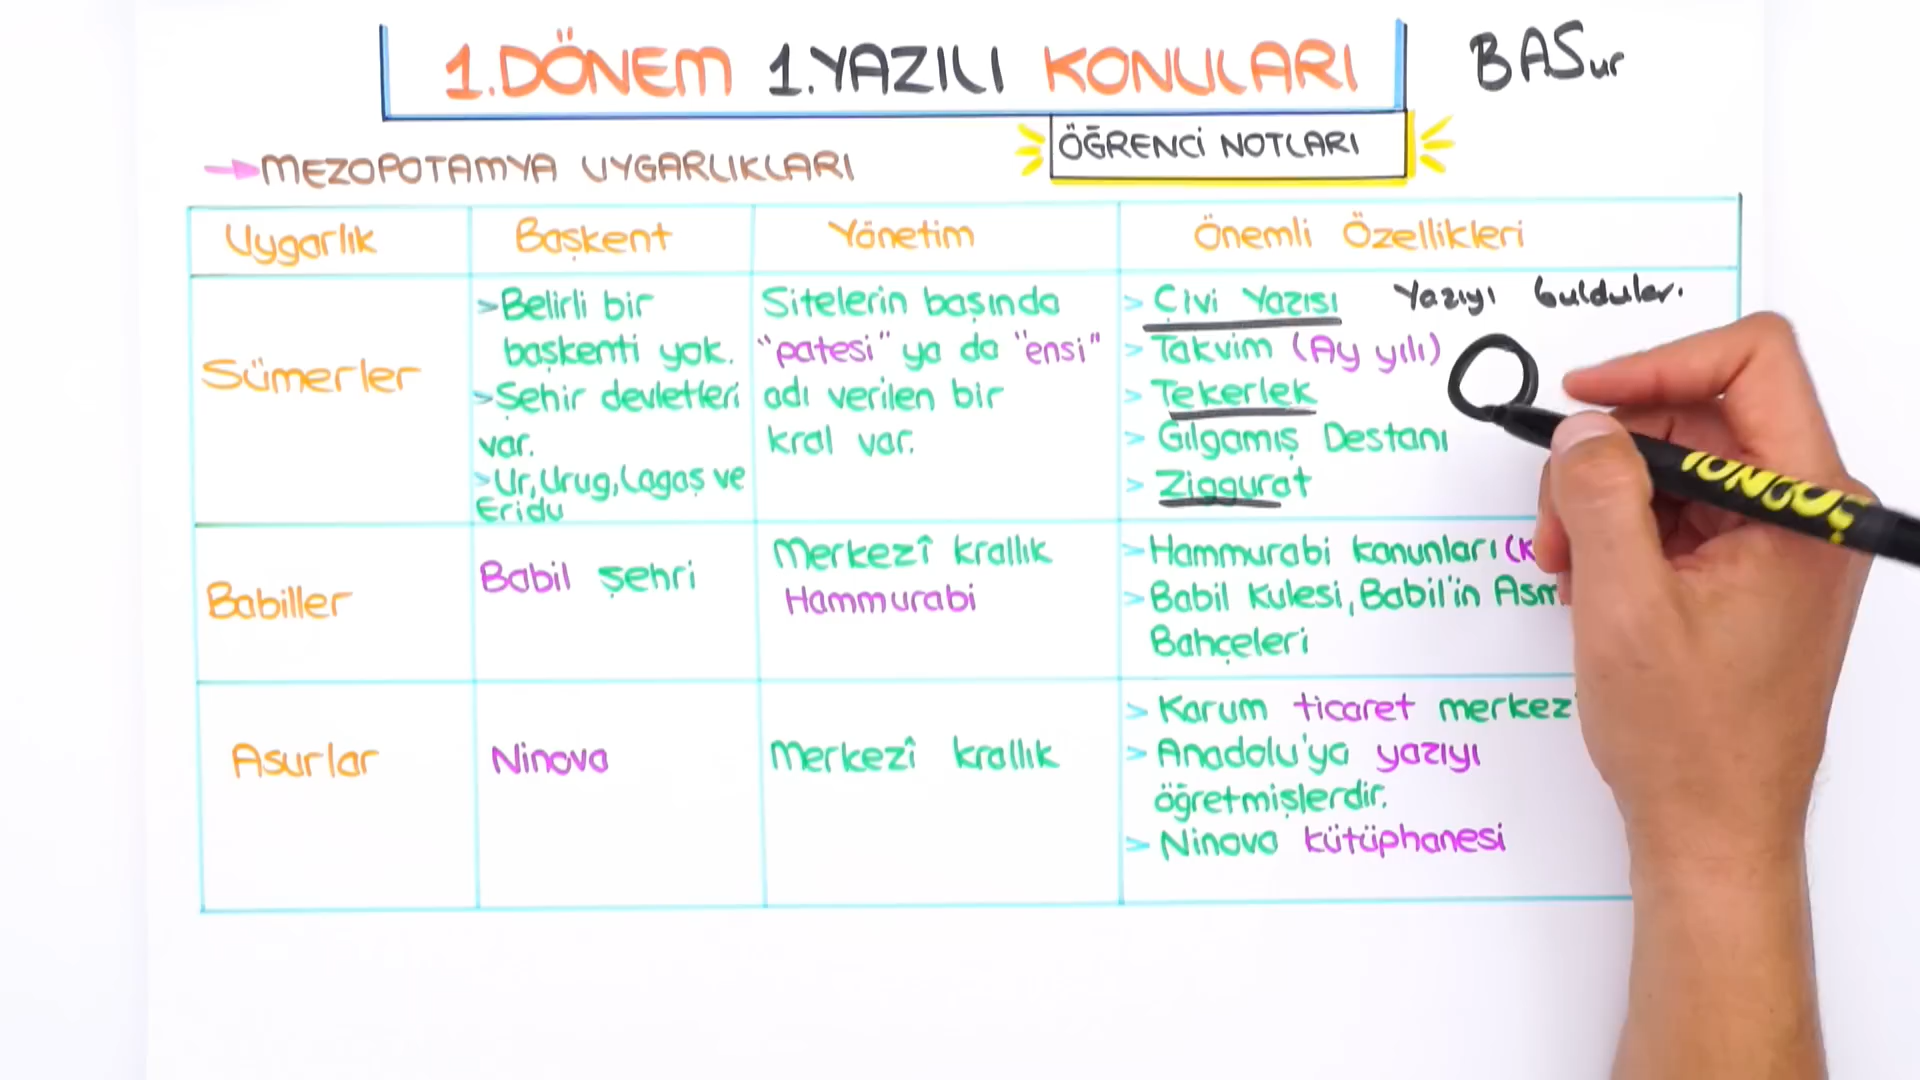 1.DÖNEM 1.YAZILI KONULARI
BASur
ÖĞRENCİ NOTLARI
MEZOPOTAMYA UYGARLIKLARI
Uygarlık Başkent Yönetim Önemli Özellikleri
Sümerler
>Belirli bir
başkenti yok.
>Şehir devletleri
var.
>Ur,Urug,Lagaş ve
Eridu
Sitelerin başında
"patesi" ya da "ensi"
adı verilen bir
kral var.
> Çivi Yazısı Yazıyı buldular.
> Takvim (Ay yılı)
> Tekerlek
> Gılgamış Destanı
> Ziggurat
Babiller
Babil şehri
Merkezî krallık
Hammurabi
>Hammurabi kanunları
>Babil Kulesi, Babil'in
Bahçeleri
Asurlar
Ninova
Merkezî krallık
> Karum ticaret
> Anadolu'ya yazıyı
öğretmişlerdir.
> Ninova kütüphanesi